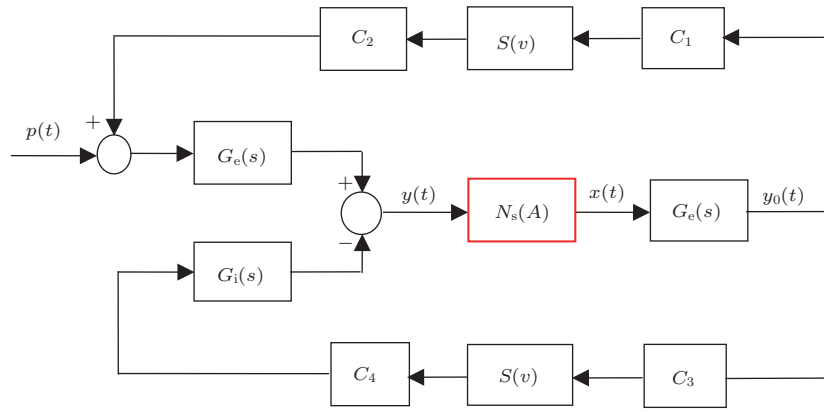 C₂
S(v)
C₁
+
p(t)
Gₑ(s)
+
y(t)
Nₛ(A)
x(t)
Gₑ(s)
y₀(t)
−
Gᵢ(s)
C₄
S(v)
C₃